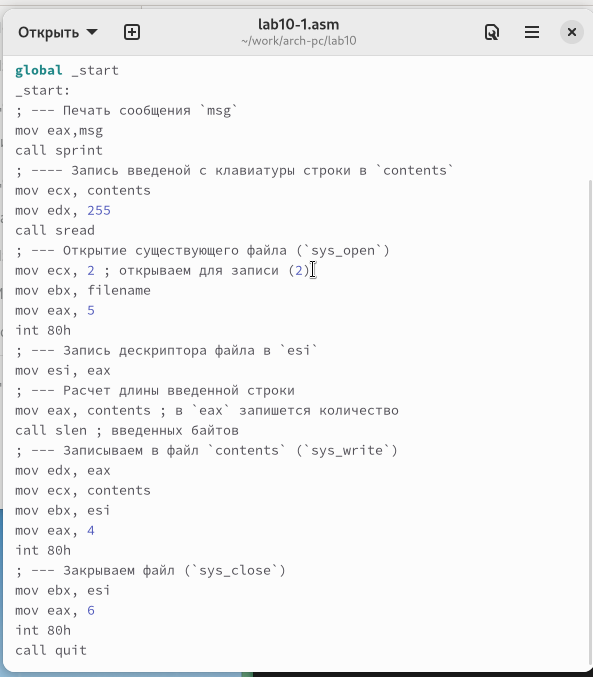 Открыть
lab10-1.asm
~/work/arch-pc/lab10
global _start
_start:
; --- Печать сообщения `msg`
mov eax,msg
call sprint
; ---- Запись введеной с клавиатуры строки в `contents`
mov ecx, contents
mov edx, 255
call sread
; --- Открытие существующего файла (`sys_open`)
mov ecx, 2 ; открываем для записи (2)
mov ebx, filename
mov eax, 5
int 80h
; --- Запись дескриптора файла в `esi`
mov esi, eax
; --- Расчет длины введенной строки
mov eax, contents ; в `eax` запишется количество
call slen ; введенных байтов
; --- Записываем в файл `contents` (`sys_write`)
mov edx, eax
mov ecx, contents
mov ebx, esi
mov eax, 4
int 80h
; --- Закрываем файл (`sys_close`)
mov ebx, esi
mov eax, 6
int 80h
call quit